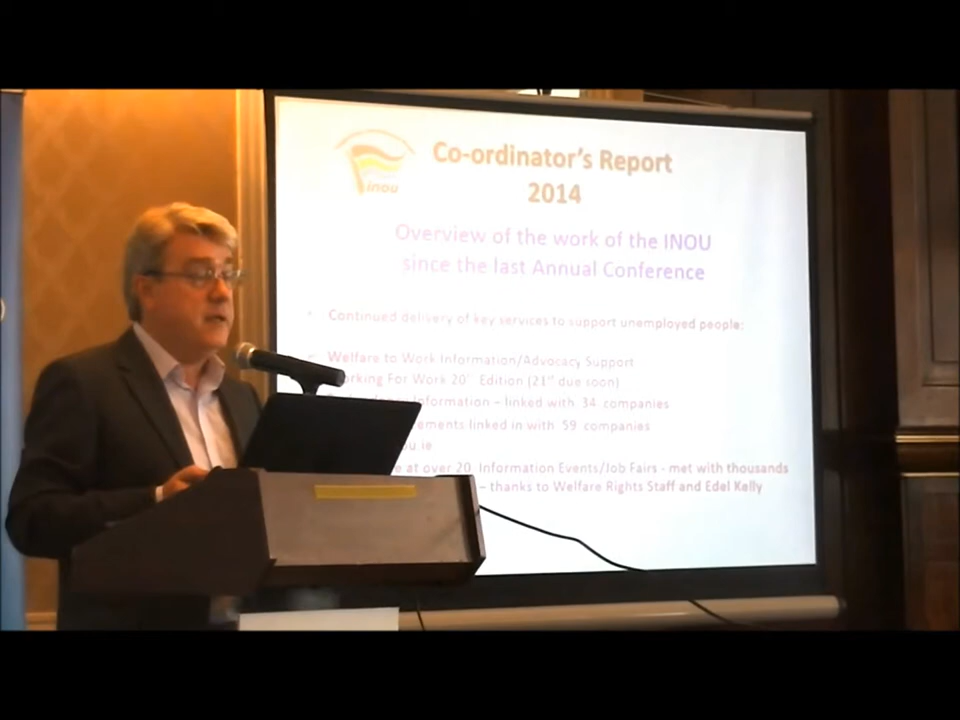 inou
Co-ordinator's Report
2014
Overview of the work of the INOU
since the last Annual Conference
Continued delivery of key services to support unemployed people:
Welfare to Work Information/Advocacy Support
orking For Work 20th Edition (21st due soon)
Information – linked with 34 companies
ements linked in with 59 companies
ou.ie
e at over 20 Information Events/Job Fairs - met with thousands
– thanks to Welfare Rights Staff and Edel Kelly